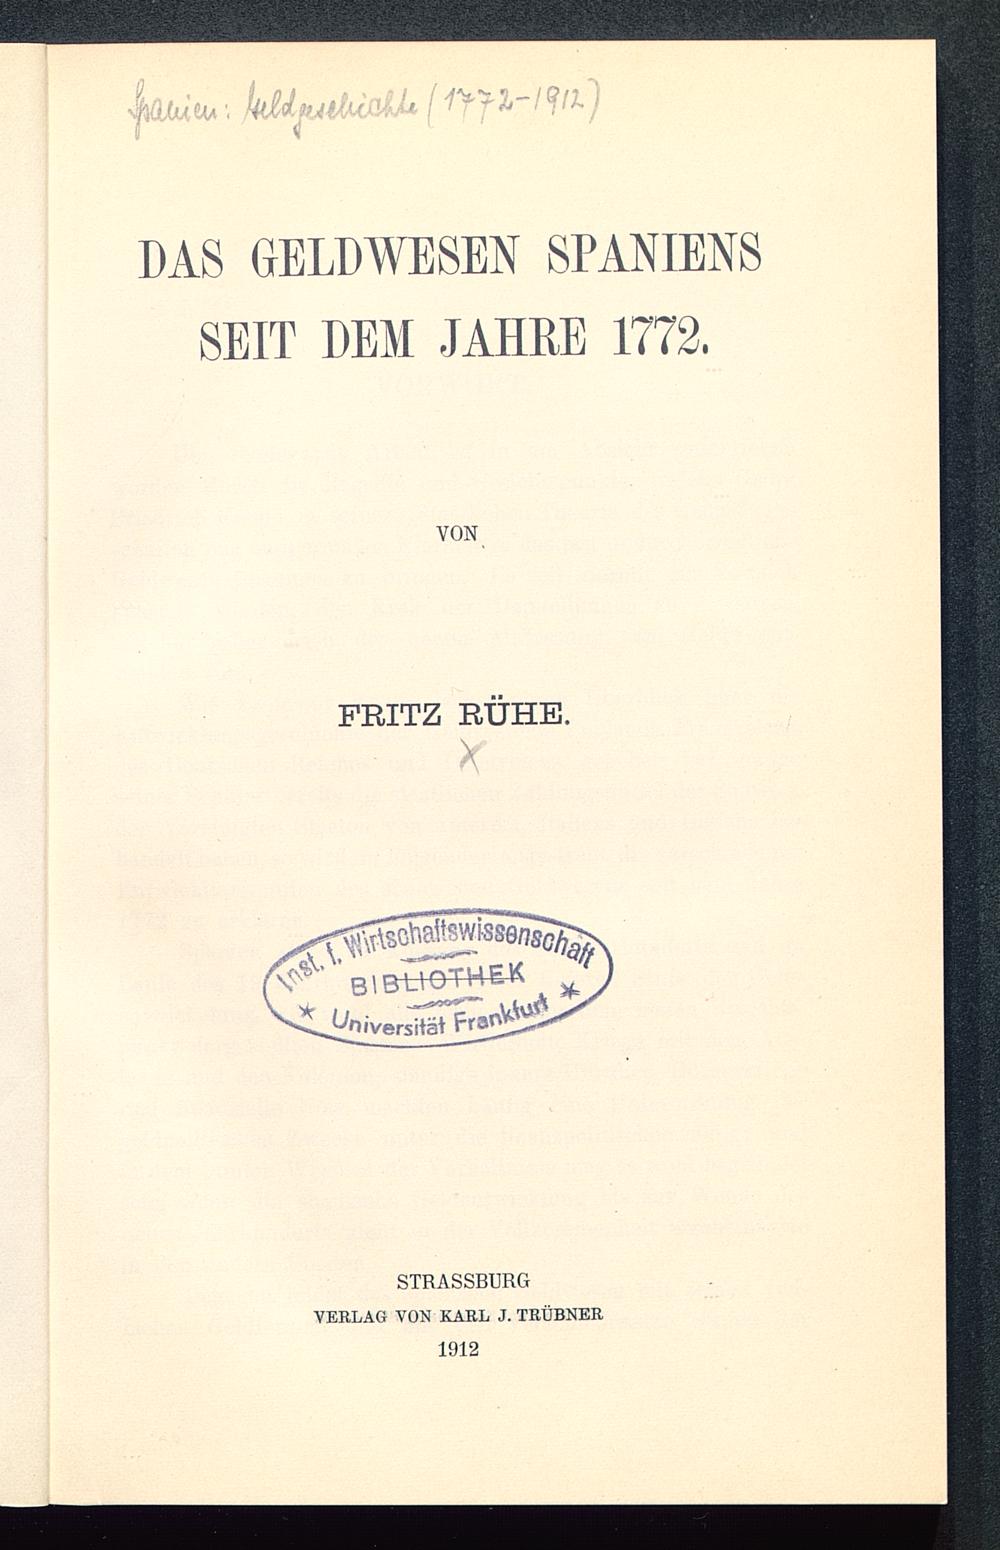 Spanien: Geldgeschichte (1772-1912)
DAS GELDWESEN SPANIENS
SEIT DEM JAHRE 1772.
VON
FRITZ RÜHE.
Inst. f. Wirtschaftswissenschaft
BIBLIOTHEK
* Universität Frankfurt *
STRASSBURG
VERLAG VON KARL J. TRÜBNER
1912